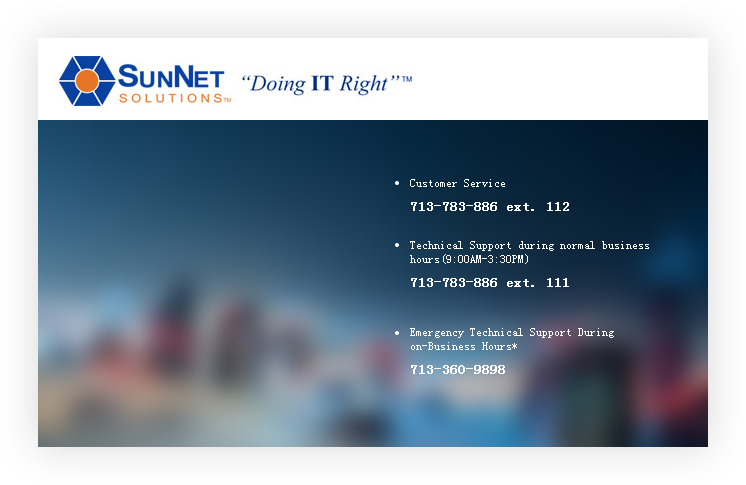 SUNNET
SOLUTIONS™
“Doing IT Right”™
• Customer Service
713-783-886 ext. 112
• Technical Support during normal business
hours(9:00AM-3:30PM)
713-783-886 ext. 111
• Emergency Technical Support During
on-Business Hours*
713-360-9898